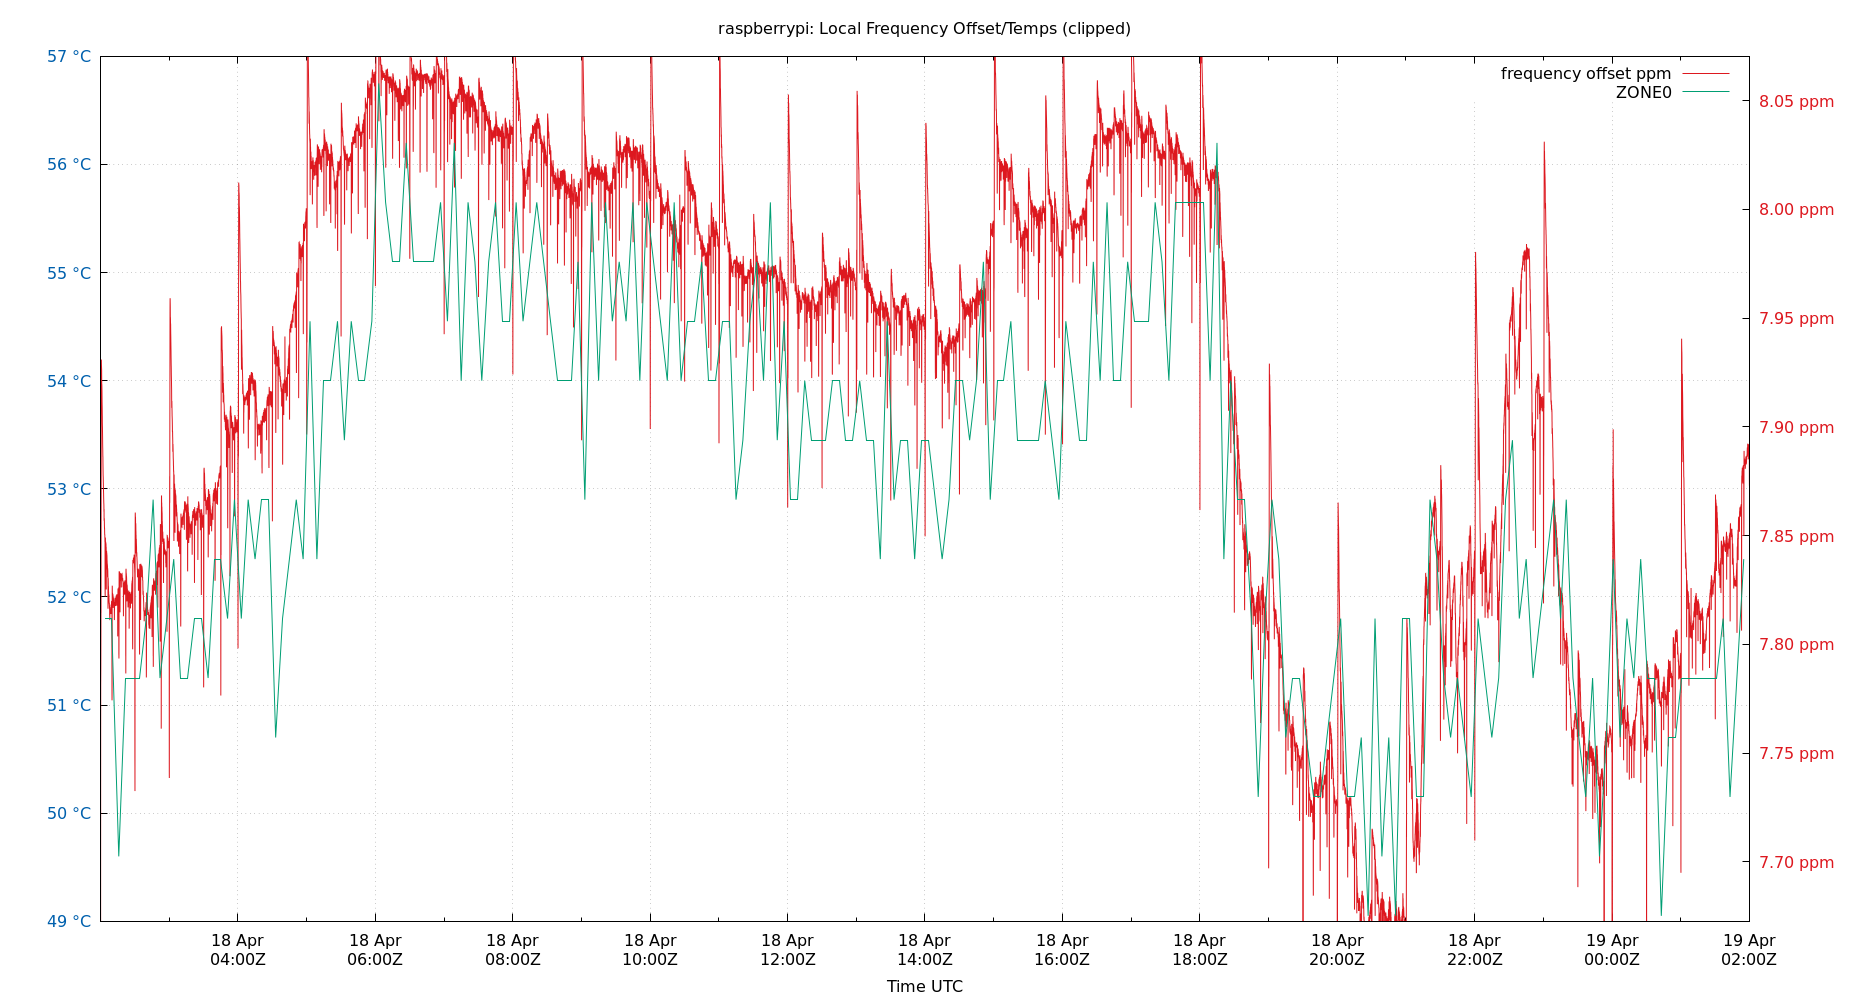 raspberrypi: Local Frequency Offset/Temps (clipped)
frequency offset ppm
ZONE0
57 °C
56 °C
55 °C
54 °C
53 °C
52 °C
51 °C
50 °C
49 °C
8.05 ppm
8.00 ppm
7.95 ppm
7.90 ppm
7.85 ppm
7.80 ppm
7.75 ppm
7.70 ppm
18 Apr
04:00Z
18 Apr
06:00Z
18 Apr
08:00Z
18 Apr
10:00Z
18 Apr
12:00Z
18 Apr
14:00Z
18 Apr
16:00Z
18 Apr
18:00Z
18 Apr
20:00Z
18 Apr
22:00Z
19 Apr
00:00Z
19 Apr
02:00Z
Time UTC